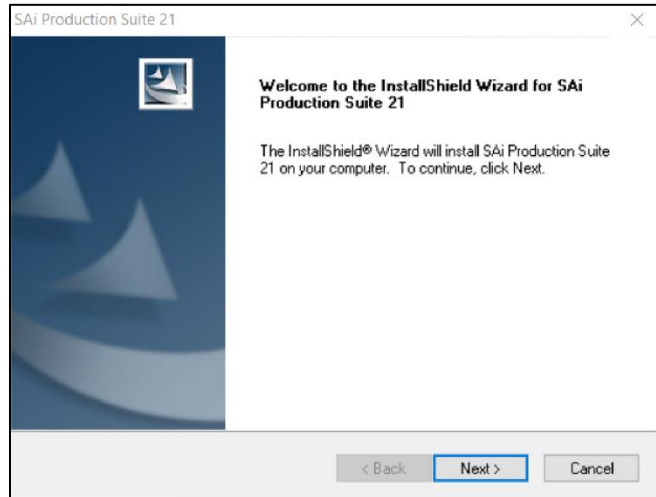 SAi Production Suite 21
Welcome to the InstallShield Wizard for SAi
Production Suite 21
The InstallShield® Wizard will install SAi Production Suite
21 on your computer. To continue, click Next.
< Back
Next >
Cancel